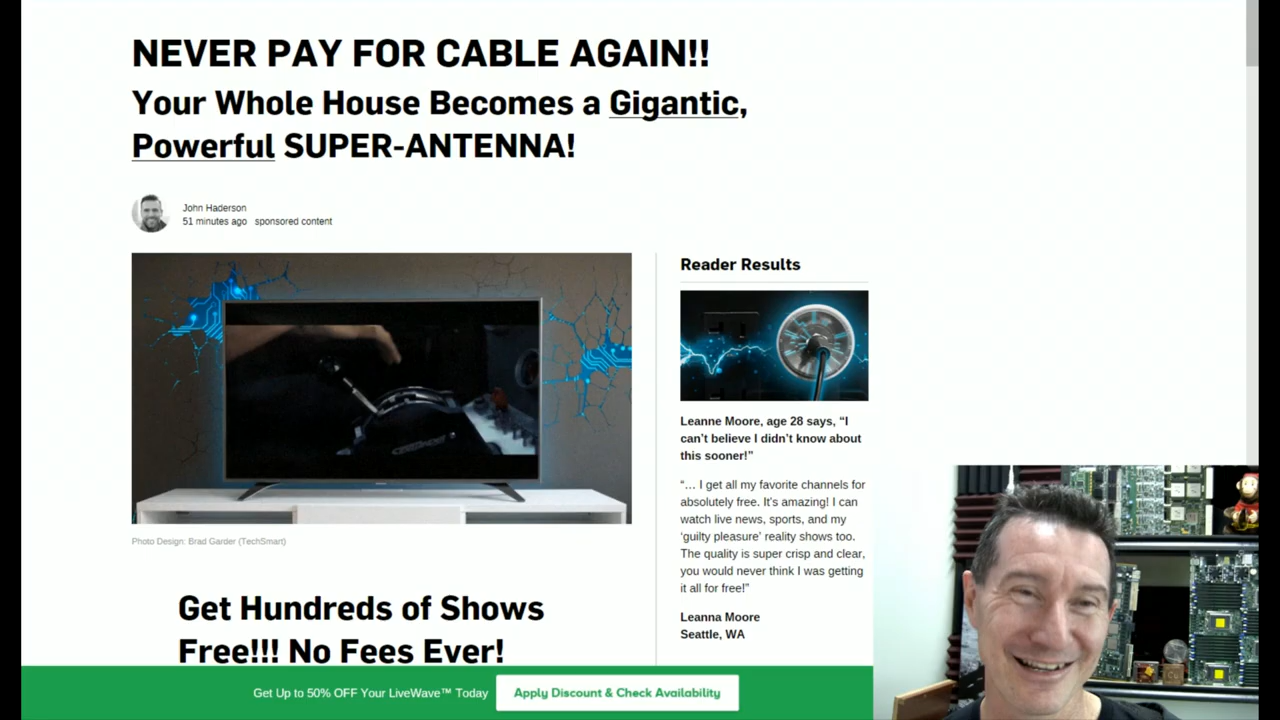 NEVER PAY FOR CABLE AGAIN!!
Your Whole House Becomes a Gigantic,
Powerful SUPER-ANTENNA!
John Haderson
51 minutes ago sponsored content
Photo Design: Brad Garder (TechSmart)
Get Hundreds of Shows
Free!!! No Fees Ever!
Reader Results
Leanne Moore, age 28 says, “I
can’t believe I didn’t know about
this sooner!”
“… I get all my favorite channels for
absolutely free. It’s amazing! I can
watch live news, sports, and my
‘guilty pleasure’ reality shows too.
The quality is super crisp and clear,
you would never think I was getting
it all for free!”
Leanna Moore
Seattle, WA
Get Up to 50% OFF Your LiveWave™ Today
Apply Discount & Check Availability